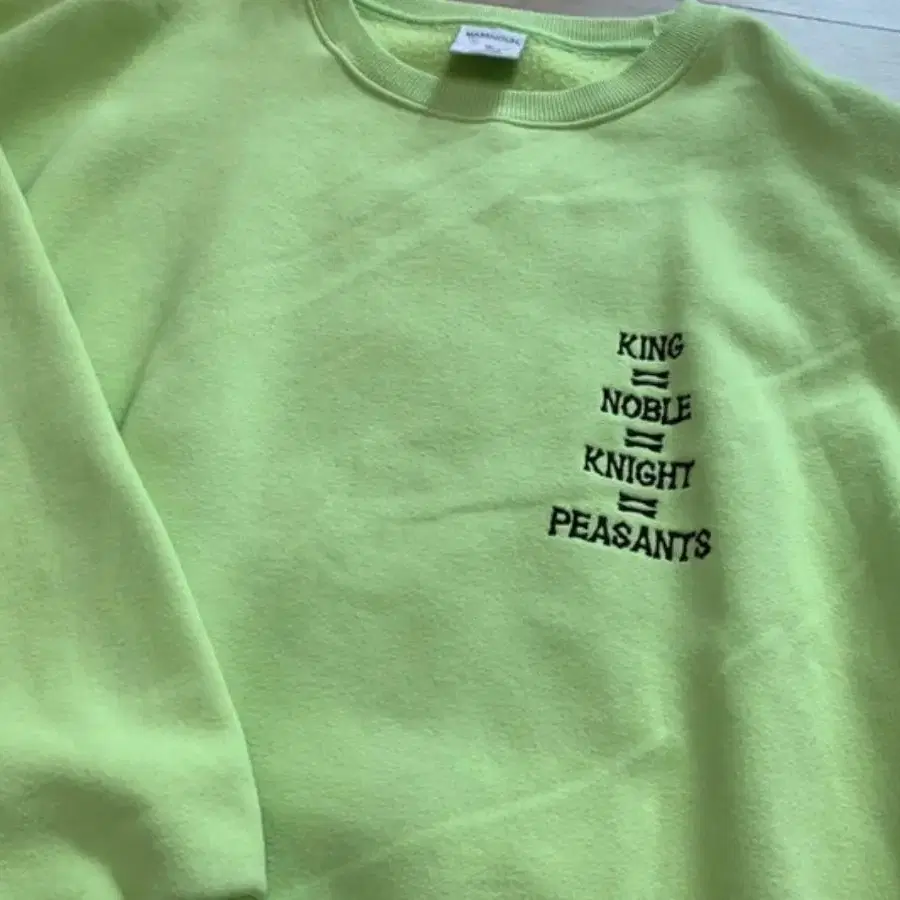 KING
=
NOBLE
=
KNIGHT
=
PEASANTS